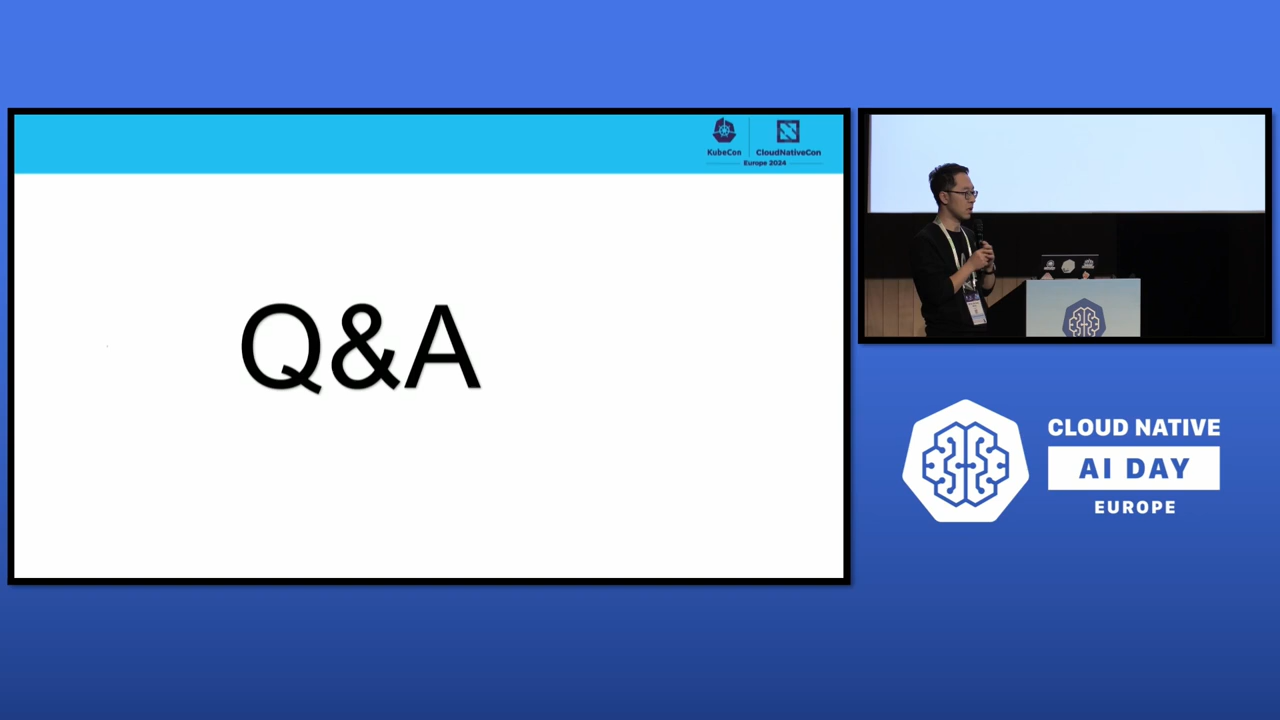 KubeCon
CloudNativeCon
Europe 2024
Q&A
CLOUD NATIVE
AI DAY
EUROPE